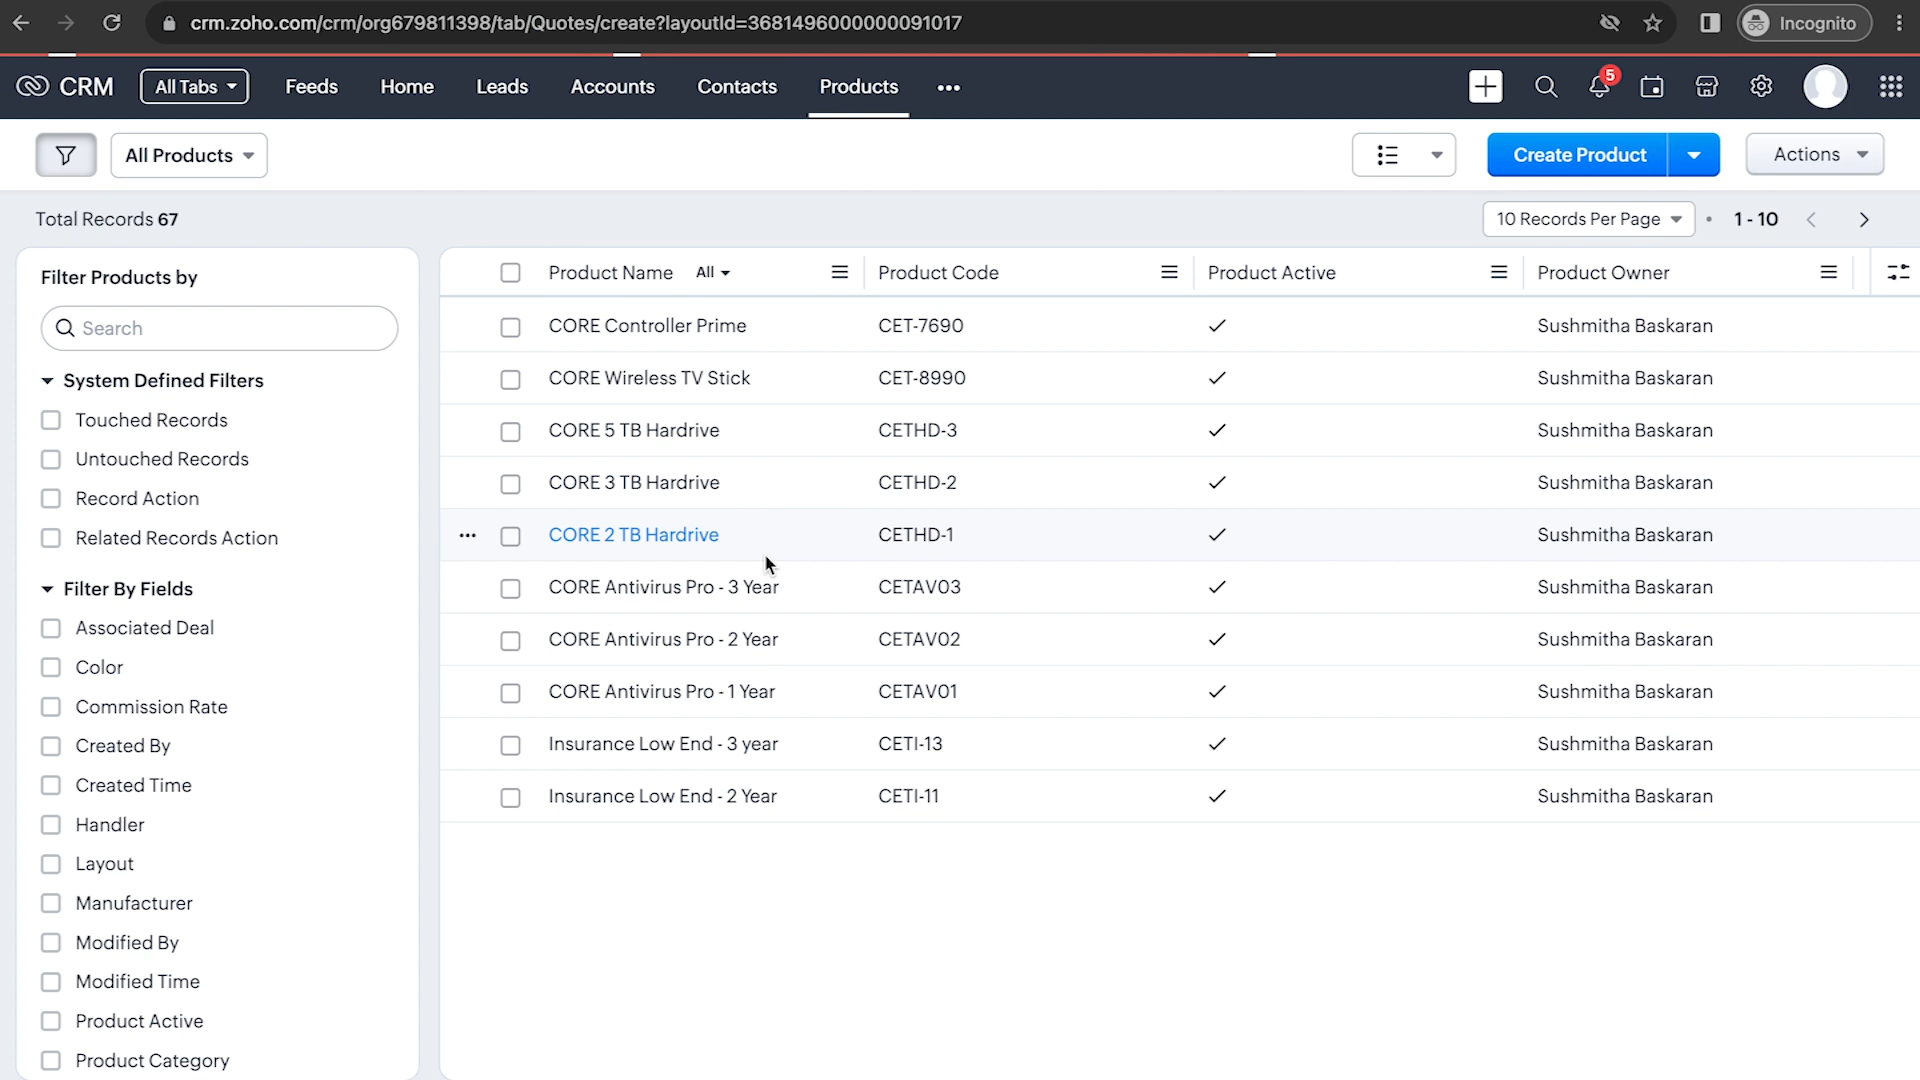 crm.zoho.com/crm/org679811398/tab/Quotes/create?layoutId=3681496000000091017
Incognito
CRM
All Tabs
Feeds
Home
Leads
Accounts
Contacts
Products
•••
5
All Products
Create Product
Actions
Total Records 67
10 Records Per Page
•
1 - 10
Filter Products by
Search
System Defined Filters
Touched Records
Untouched Records
Record Action
Related Records Action
Filter By Fields
Associated Deal
Color
Commission Rate
Created By
Created Time
Handler
Layout
Manufacturer
Modified By
Modified Time
Product Active
Product Category
Product Name All Product Code Product Active Product Owner
CORE Controller Prime CET-7690 Sushmitha Baskaran
CORE Wireless TV Stick CET-8990 Sushmitha Baskaran
CORE 5 TB Hardrive CETHD-3 Sushmitha Baskaran
CORE 3 TB Hardrive CETHD-2 Sushmitha Baskaran
CORE 2 TB Hardrive CETHD-1 Sushmitha Baskaran
CORE Antivirus Pro - 3 Year CETAV03 Sushmitha Baskaran
CORE Antivirus Pro - 2 Year CETAV02 Sushmitha Baskaran
CORE Antivirus Pro - 1 Year CETAV01 Sushmitha Baskaran
Insurance Low End - 3 year CETI-13 Sushmitha Baskaran
Insurance Low End - 2 Year CETI-11 Sushmitha Baskaran